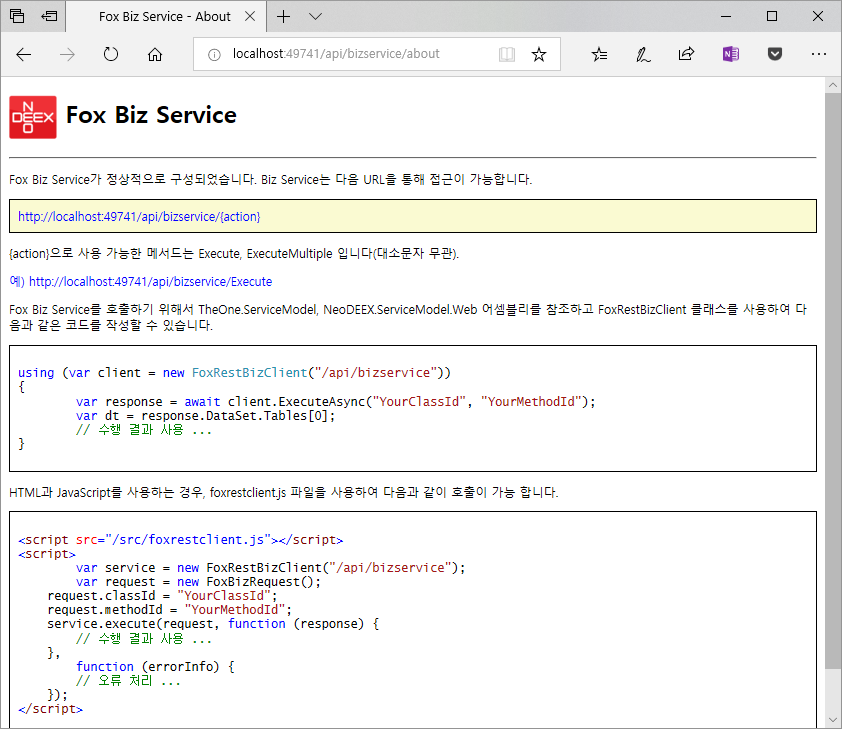 Fox Biz Service - About
localhost:49741/api/bizservice/about
NEO
DEEX
Fox Biz Service
Fox Biz Service가 정상적으로 구성되었습니다. Biz Service는 다음 URL을 통해 접근이 가능합니다.
http://localhost:49741/api/bizservice/{action}
{action}으로 사용 가능한 메서드는 Execute, ExecuteMultiple 입니다(대소문자 무관).
예) http://localhost:49741/api/bizservice/Execute
Fox Biz Service를 호출하기 위해서 TheOne.ServiceModel, NeoDEEX.ServiceModel.Web 어셈블리를 참조하고 FoxRestBizClient 클래스를 사용하여 다
음과 같은 코드를 작성할 수 있습니다.
using (var client = new FoxRestBizClient("/api/bizservice"))
{
var response = await client.ExecuteAsync("YourClassId", "YourMethodId");
var dt = response.DataSet.Tables[0];
// 수행 결과 사용 ...
}
HTML과 JavaScript를 사용하는 경우, foxrestclient.js 파일을 사용하여 다음과 같이 호출이 가능 합니다.
<script src="/src/foxrestclient.js"></script>
<script>
var service = new FoxRestBizClient("/api/bizservice");
var request = new FoxBizRequest();
request.classId = "YourClassId";
request.methodId = "YourMethodId";
service.execute(request, function (response) {
// 수행 결과 사용 ...
},
function (errorInfo) {
// 오류 처리 ...
});
</script>